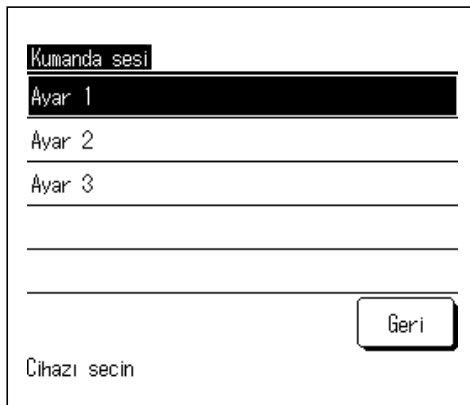 Kumanda sesi
Ayar 1
Ayar 2
Ayar 3
Geri
Cihazı secin